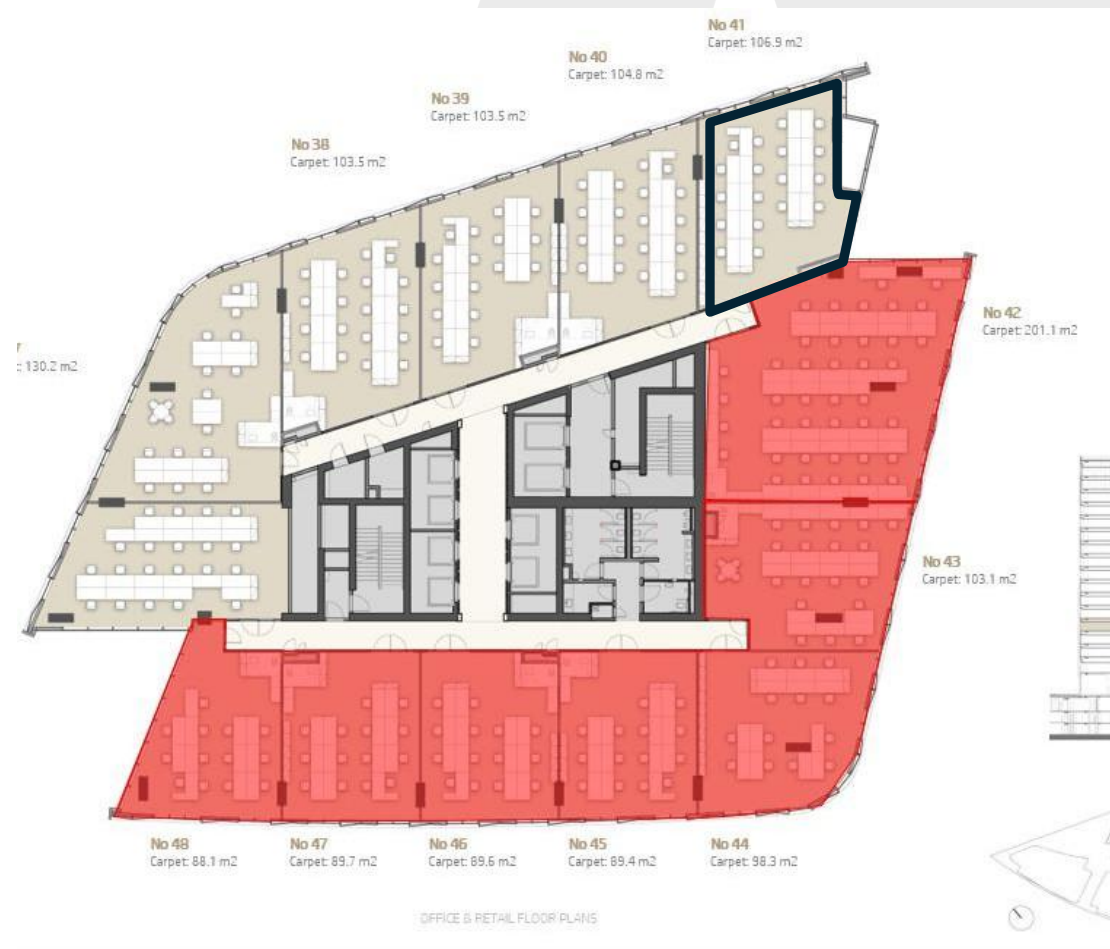 No 41
Carpet: 106.9 m2
No 40
Carpet: 104.8 m2
No 39
Carpet: 103.5 m2
No 38
Carpet: 103.5 m2
No 42
Carpet: 201.1 m2
: 130.2 m2
No 43
Carpet: 103.1 m2
No 48
Carpet: 88.1 m2
No 47
Carpet: 89.7 m2
No 46
Carpet: 89.6 m2
No 45
Carpet: 89.4 m2
No 44
Carpet: 98.3 m2
OFFICE & RETAIL FLOOR PLANS